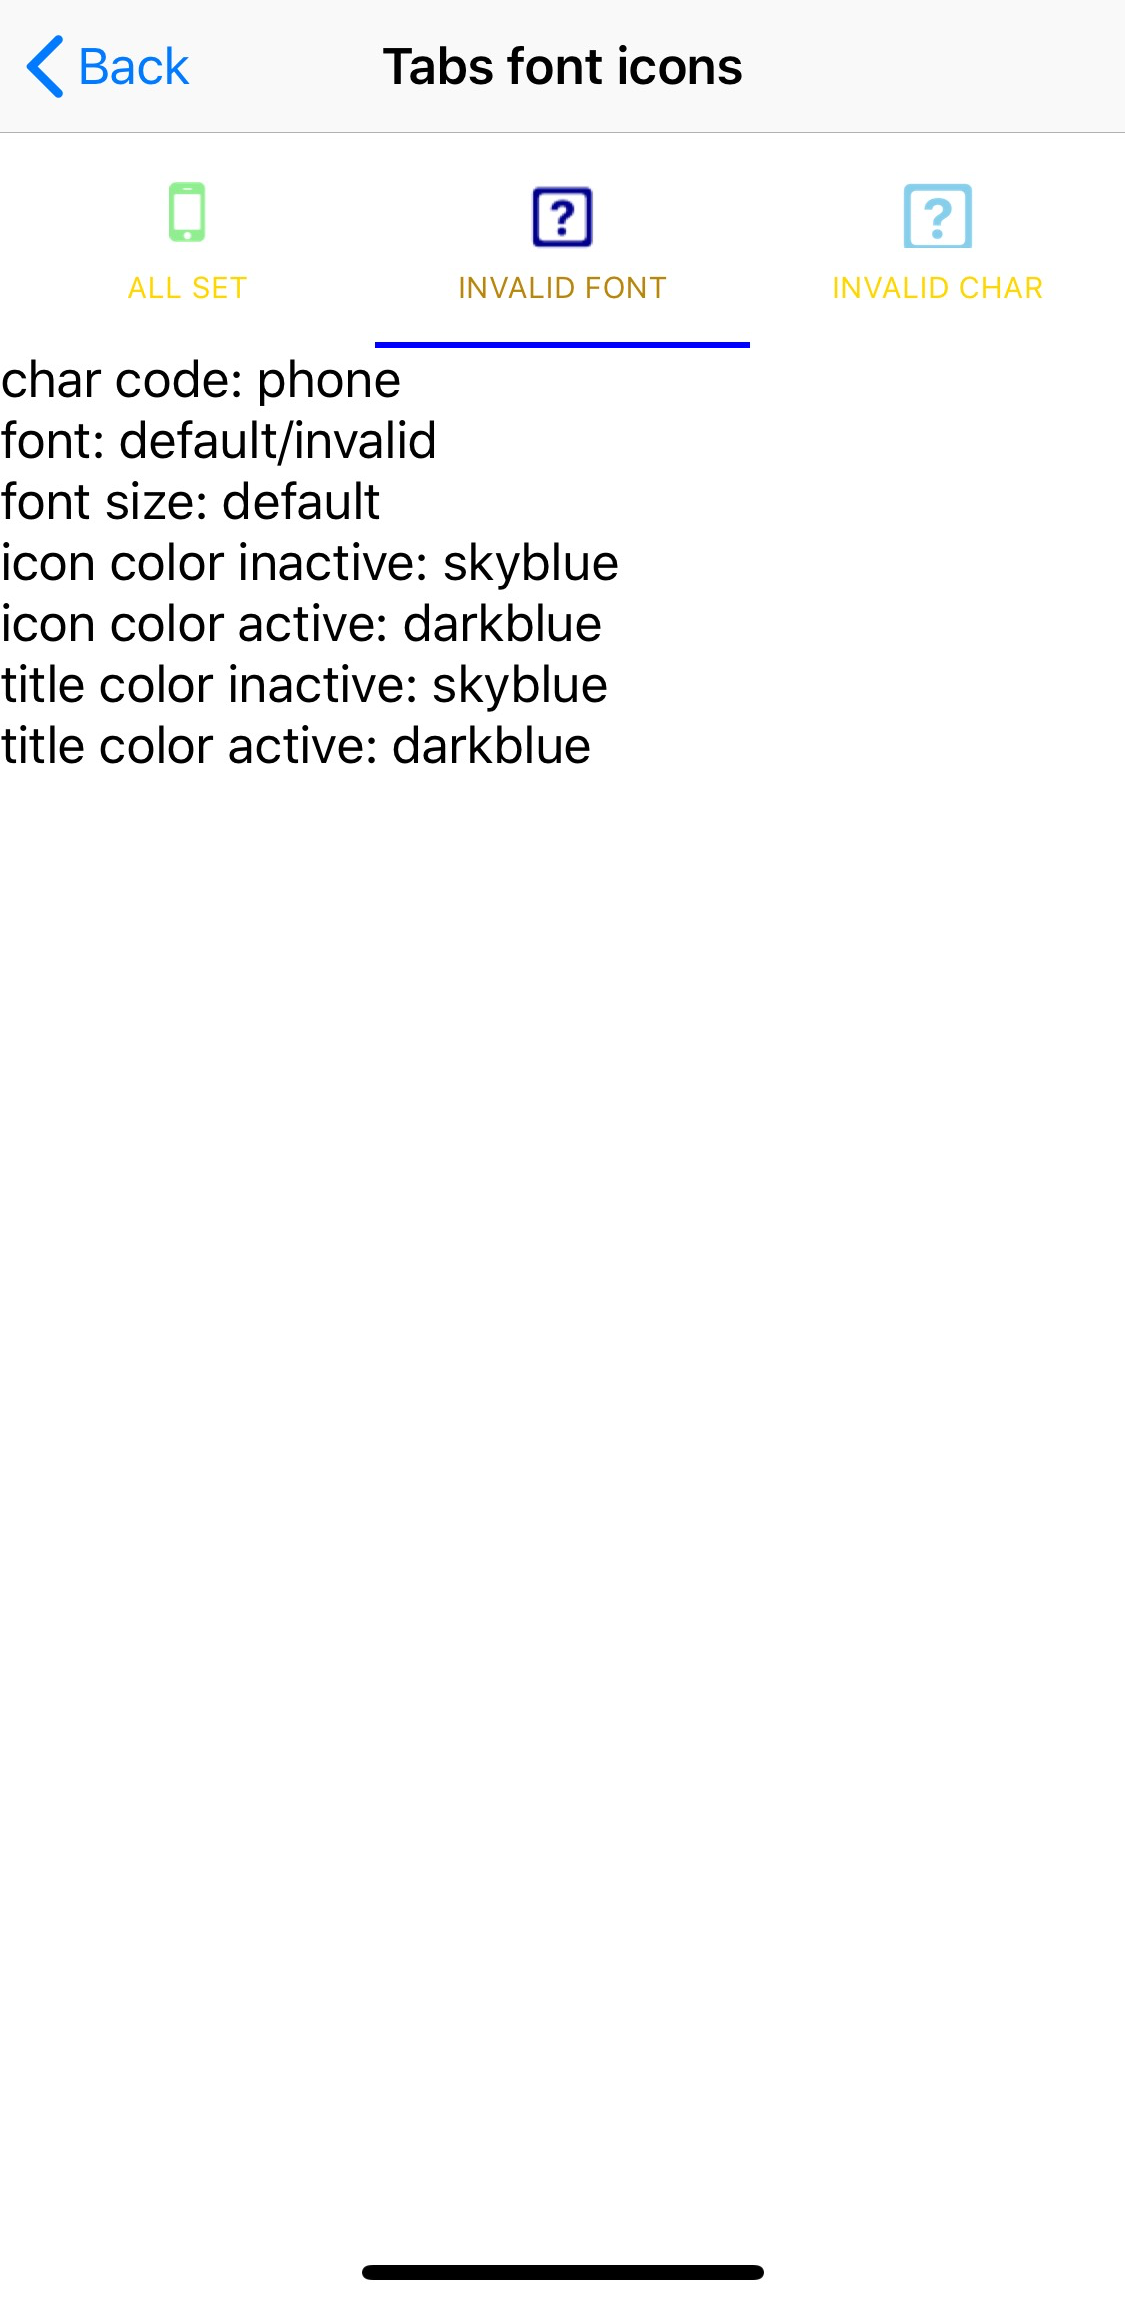 Back
Tabs font icons
?
?
ALL SET
INVALID FONT
INVALID CHAR
char code: phone
font: default/invalid
font size: default
icon color inactive: skyblue
icon color active: darkblue
title color inactive: skyblue
title color active: darkblue